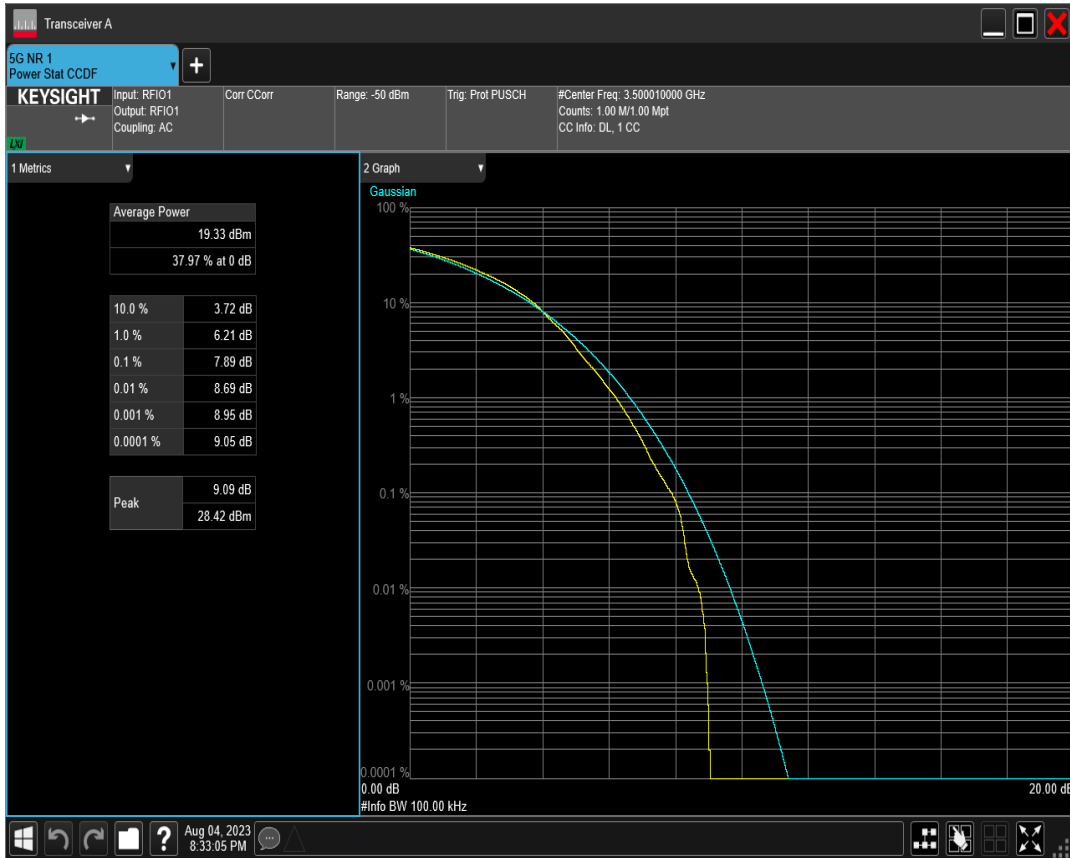 Transceiver A
5G NR 1
Power Stat CCDF
KEYSIGHT
LXI
Input: RFIO1
Output: RFIO1
Coupling: AC
Corr CCorr
Range: -50 dBm
Trig: Prot PUSCH
#Center Freq: 3.500010000 GHz
Counts: 1.00 M/1.00 Mpt
CC Info: DL, 1 CC
1 Metrics
Average Power
19.33 dBm
37.97 % at 0 dB
10.0 % 3.72 dB
1.0 % 6.21 dB
0.1 % 7.89 dB
0.01 % 8.69 dB
0.001 % 8.95 dB
0.0001 % 9.05 dB
Peak
9.09 dB
28.42 dBm
2 Graph
Gaussian
100 %
10 %
1 %
0.1 %
0.01 %
0.001 %
0.0001 %
0.00 dB 20.00 dB
#Info BW 100.00 kHz
Aug 04, 2023
8:33:05 PM